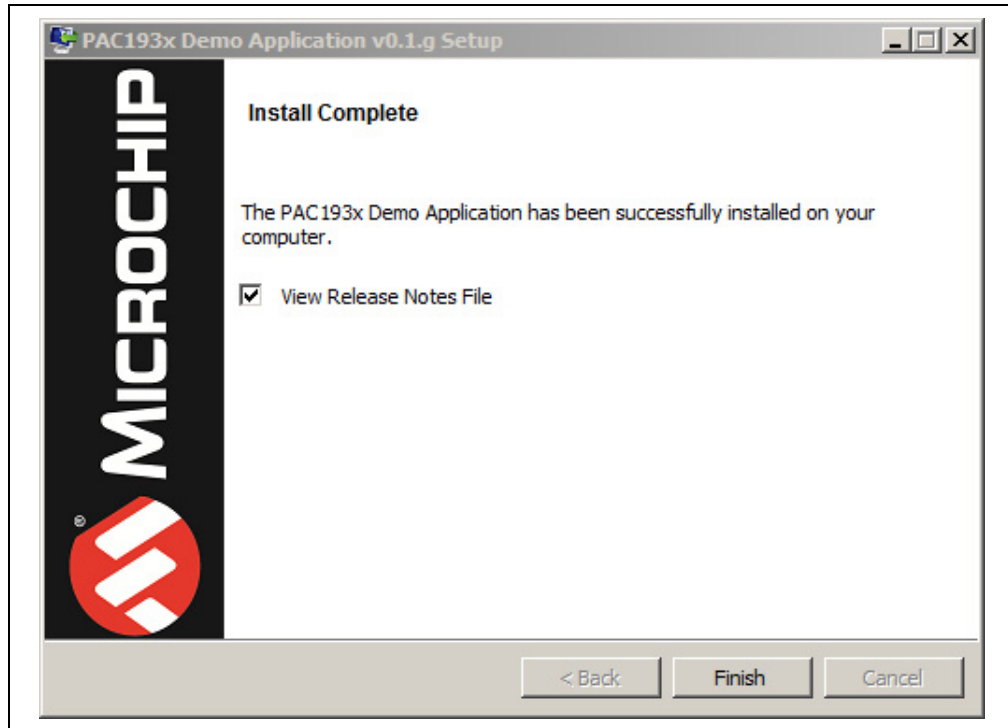 PAC193x Demo Application v0.1.g Setup
MICROCHIP
®
Install Complete
The PAC193x Demo Application has been successfully installed on your
computer.
View Release Notes File
< Back
Finish
Cancel